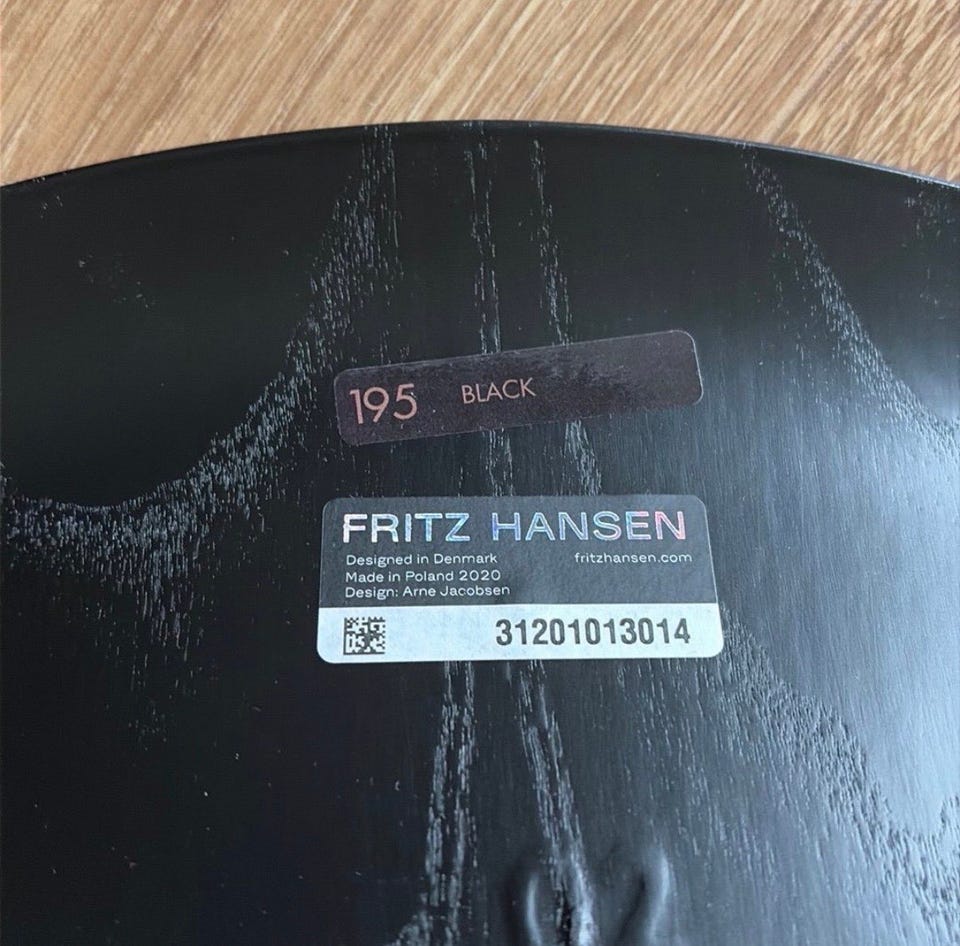 195 BLACK
FRITZ HANSEN
Designed in Denmark fritzhansen.com
Made in Poland 2020
Design: Arne Jacobsen
31201013014